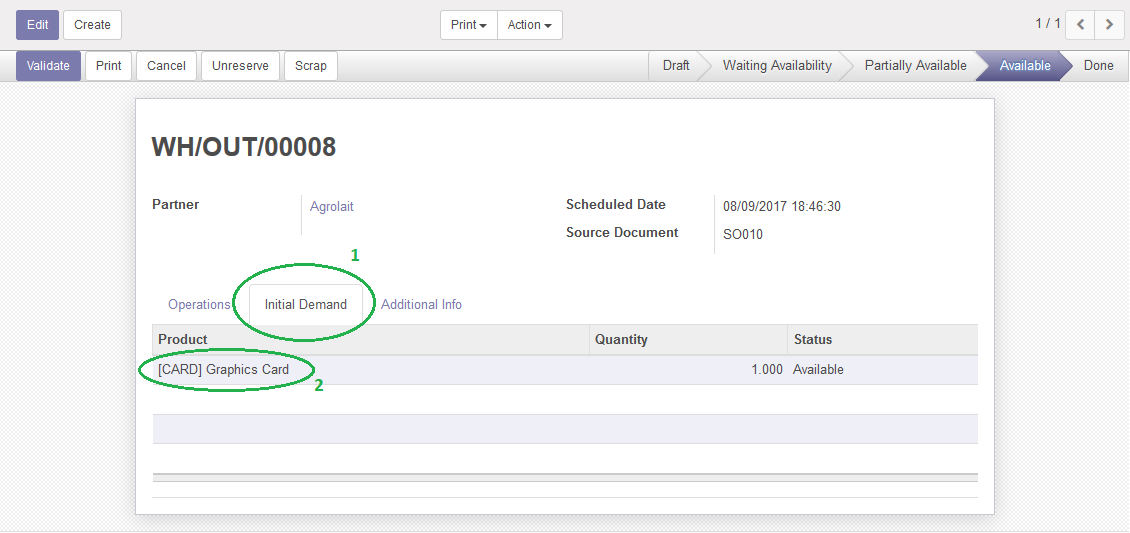 Edit Create Print Action 1 / 1
Validate Print Cancel Unreserve Scrap Draft Waiting Availability Partially Available Available Done
WH/OUT/00008
Partner Agrolait Scheduled Date 08/09/2017 18:46:30
Source Document SO010
1
Operations Initial Demand Additional Info
Product Quantity Status
[CARD] Graphics Card 1.000 Available
2